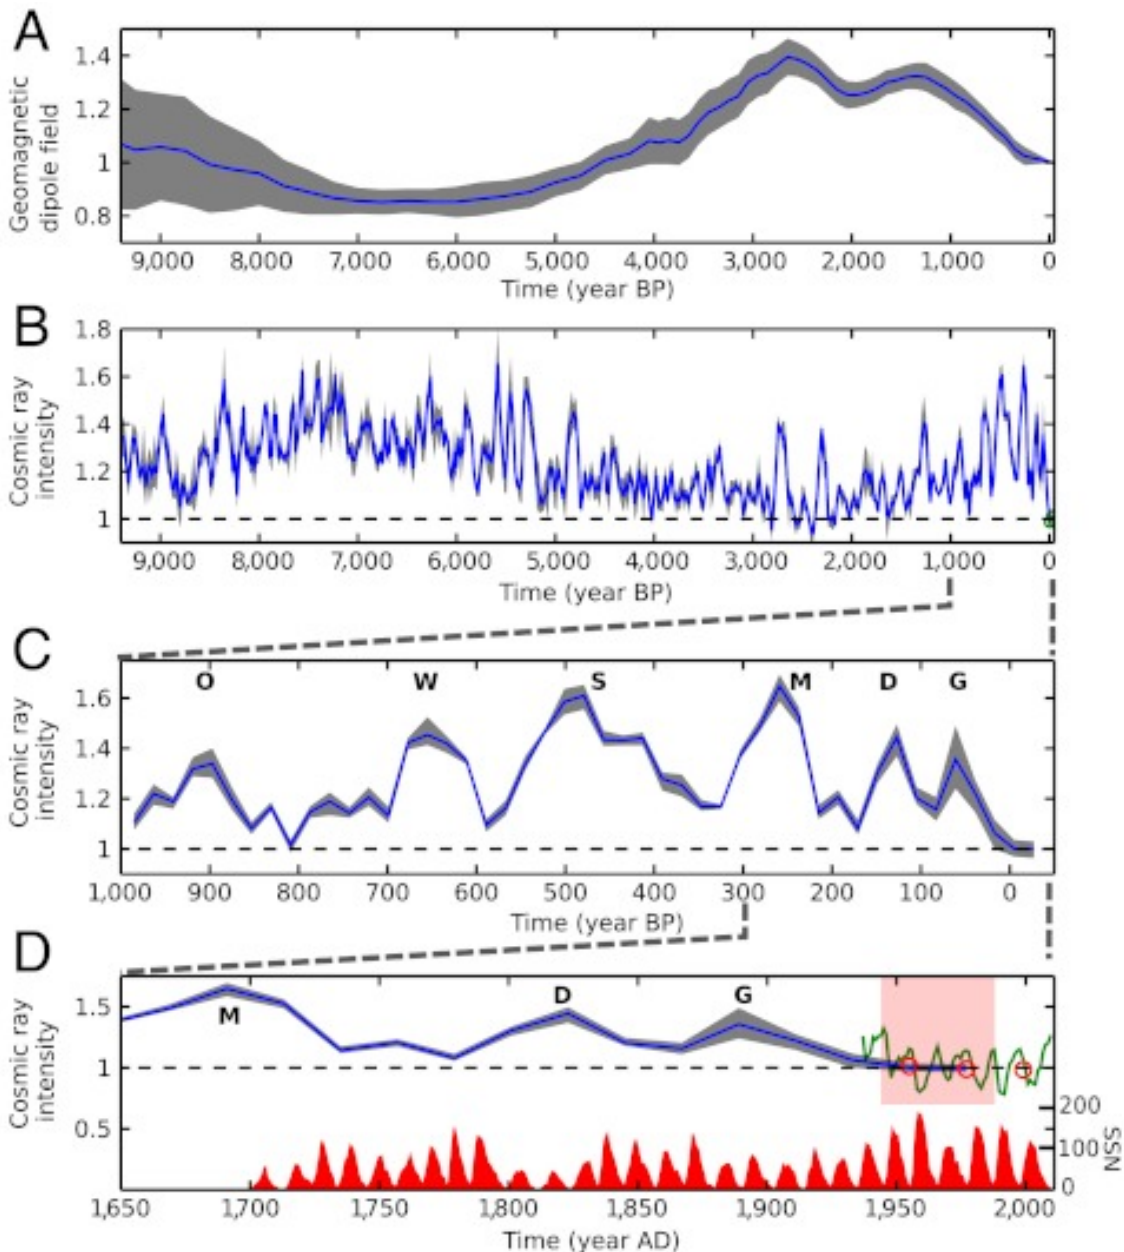 A
Geomagnetic
dipole field
1.4
1.2
1
0.8
9,000 8,000 7,000 6,000 5,000 4,000 3,000 2,000 1,000 0
Time (year BP)
B
Cosmic ray
intensity
1.8
1.6
1.4
1.2
1
9,000 8,000 7,000 6,000 5,000 4,000 3,000 2,000 1,000 0
Time (year BP)
C
Cosmic ray
intensity
O W S M D G
1.6
1.4
1.2
1
1,000 900 800 700 600 500 400 300 200 100 0
Time (year BP)
D
Cosmic ray
intensity
M D G
1.5
1
0.5
200
100
0
SSN
1,650 1,700 1,750 1,800 1,850 1,900 1,950 2,000
Time (year AD)